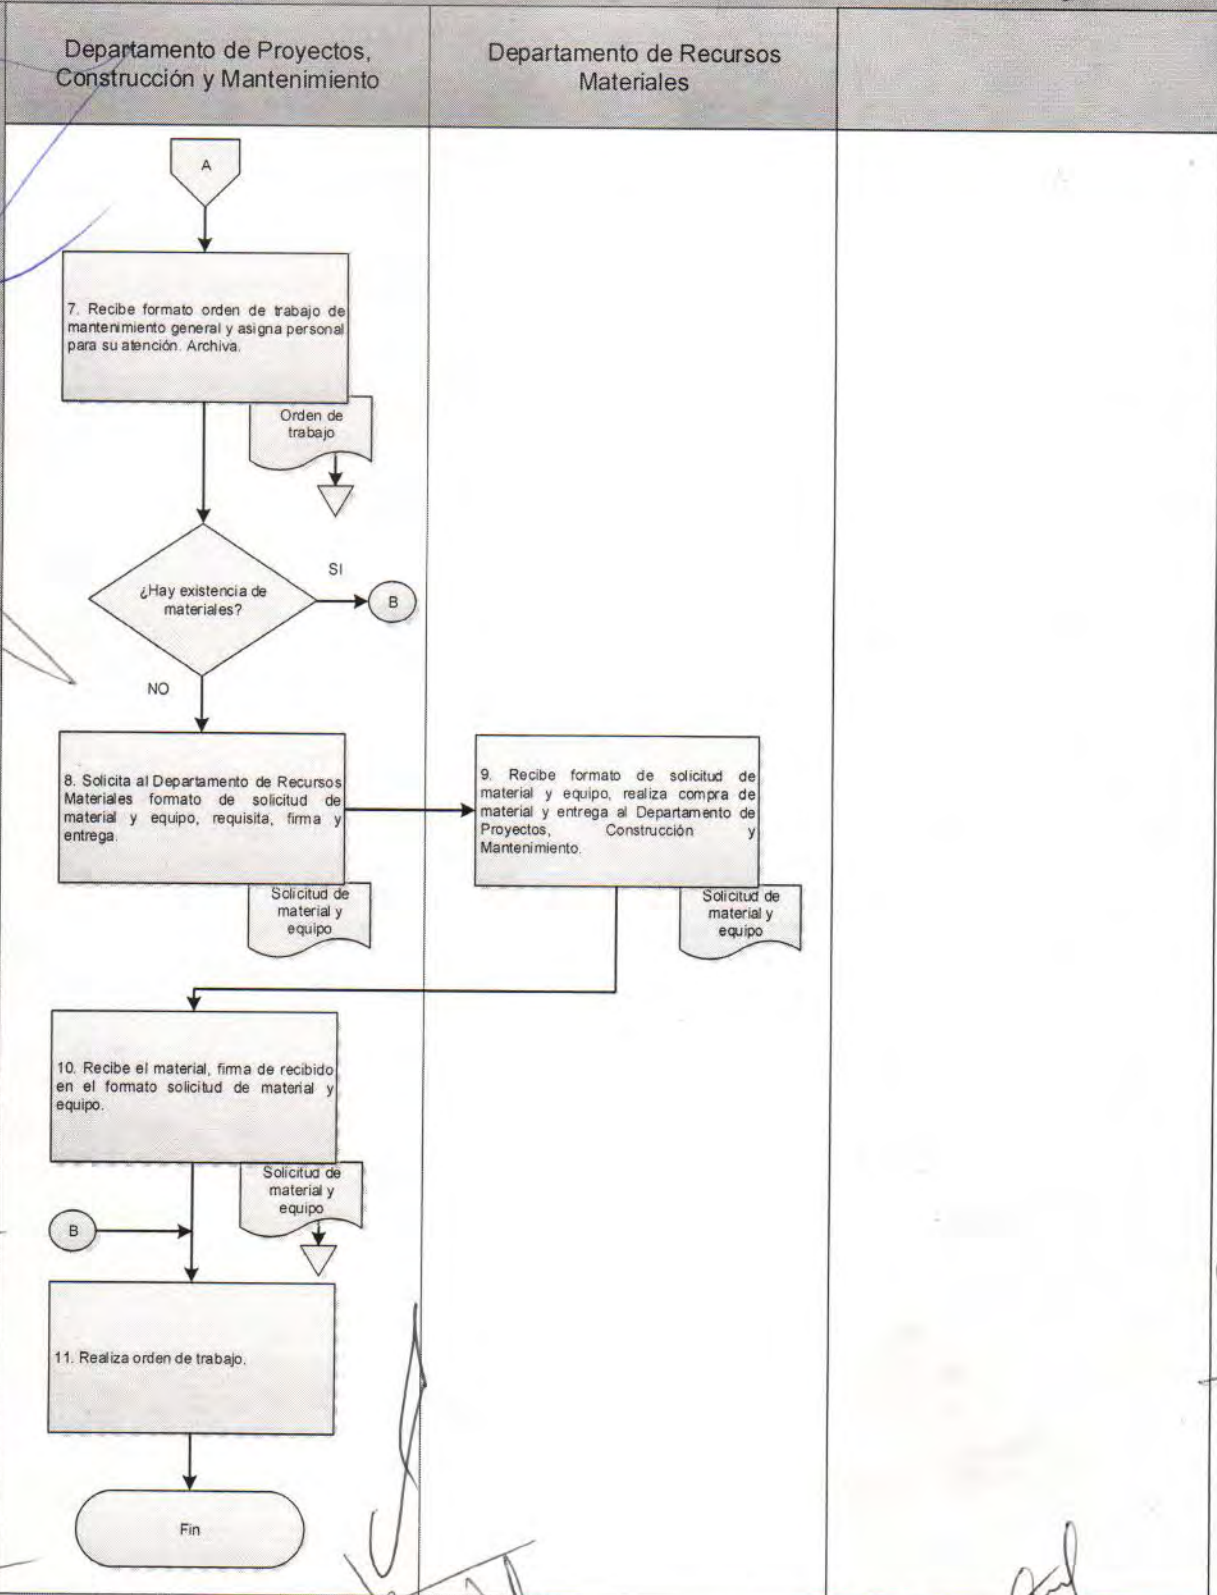 Departamento de Proyectos,
Construcción y Mantenimiento
Departamento de Recursos
Materiales
A
7. Recibe formato orden de trabajo de
mantenimiento general y asigna personal
para su atención. Archiva.
Orden de
trabajo
¿Hay existencia de
materiales?
SI
B
NO
8. Solicita al Departamento de Recursos
Materiales formato de solicitud de
material y equipo, requisita, firma y
entrega.
Solicitud de
material y
equipo
9. Recibe formato de solicitud de
material y equipo, realiza compra de
material y entrega al Departamento de
Proyectos, Construcción y
Mantenimiento.
Solicitud de
material y
equipo
10. Recibe el material, firma de recibido
en el formato solicitud de material y
equipo.
Solicitud de
material y
equipo
B
11. Realiza orden de trabajo.
Fin